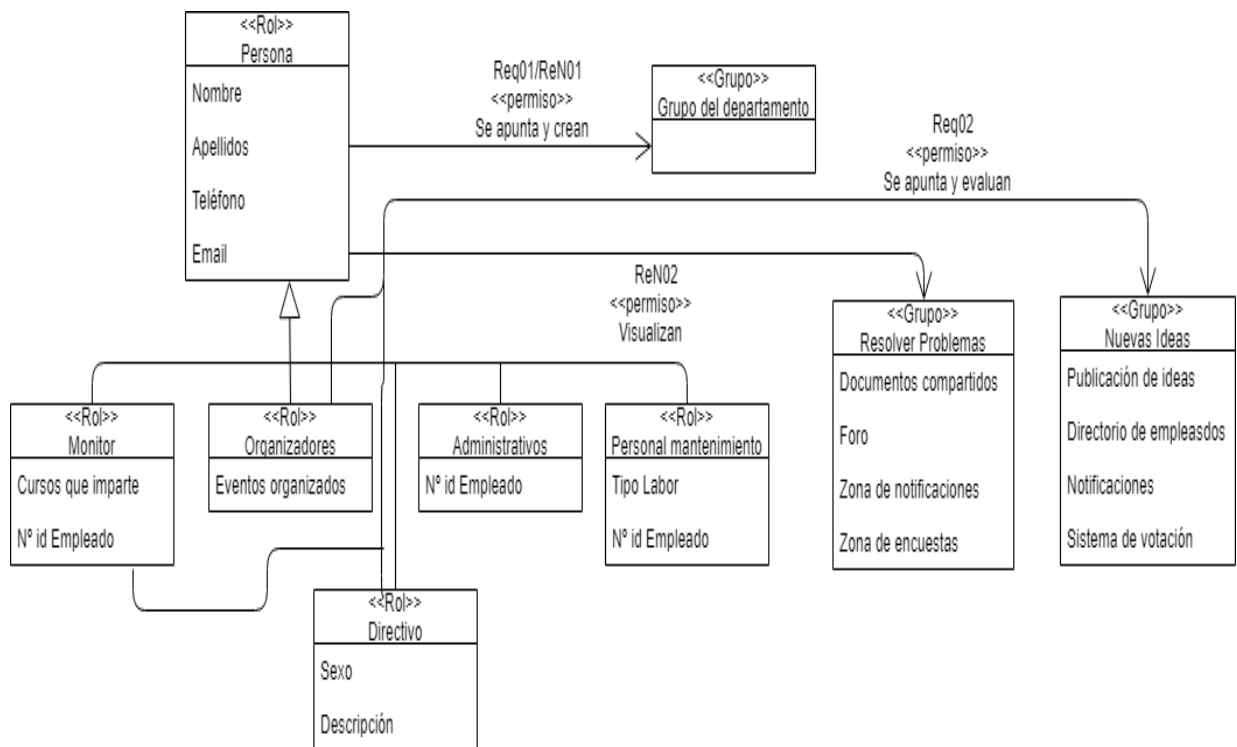 <<Rol>>
Persona
Nombre
Apellidos
Teléfono
Email
Req01/ReN01
<<permiso>>
Se apunta y crean
<<Grupo>>
Grupo del departamento
Req02
<<permiso>>
Se apunta y evaluan
ReN02
<<permiso>>
Visualizan
<<Grupo>>
Resolver Problemas
Documentos compartidos
Foro
Zona de notificaciones
Zona de encuestas
<<Grupo>>
Nuevas Ideas
Publicación de ideas
Directorio de empleasdos
Notificaciones
Sistema de votación
<<Rol>>
Monitor
Cursos que imparte
Nº id Empleado
<<Rol>>
Organizadores
Eventos organizados
<<Rol>>
Administrativos
Nº id Empleado
<<Rol>>
Personal mantenimiento
Tipo Labor
Nº id Empleado
<<Rol>>
Directivo
Sexo
Descripción